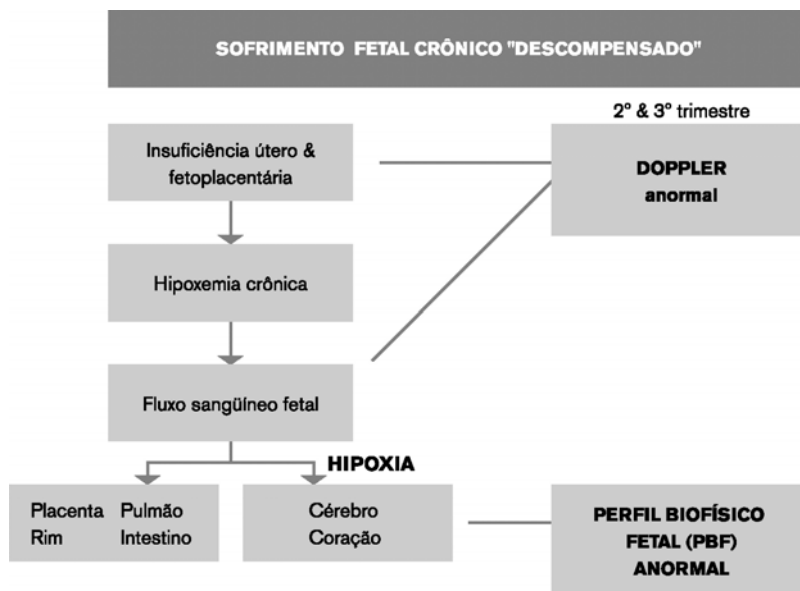 SOFRIMENTO FETAL CRÔNICO "DESCOMPENSADO"
2º & 3º trimestre
Insuficiência útero &
fetoplacentária
DOPPLER
anormal
Hipoxemia crônica
Fluxo sangüíneo fetal
HIPOXIA
Placenta Pulmão
Rim Intestino
Cérebro
Coração
PERFIL BIOFÍSICO
FETAL (PBF)
ANORMAL